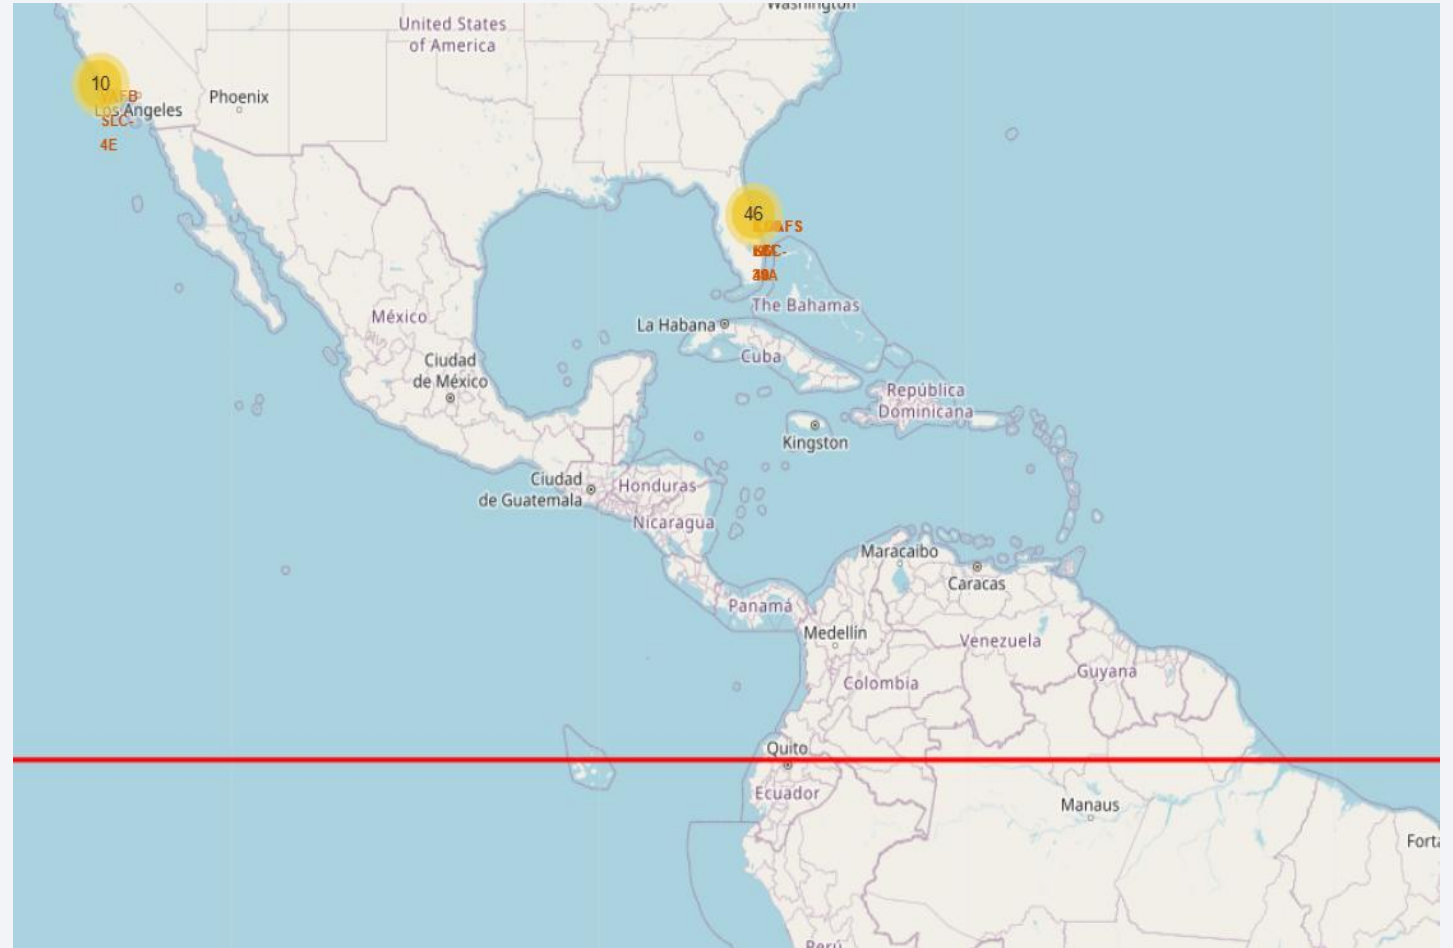 Washington
United States
of America
10
VAFB
Los Angeles
SLC-
4E
Phoenix
46
The Bahamas
La Habana
Cuba
México
Ciudad
de México
República
Dominicana
Kingston
Ciudad
de Guatemala
Honduras
Nicaragua
Maracaibo
Caracas
Panamá
Medellín
Venezuela
Guyana
Colombia
Quito
Ecuador
Manaus
Forta
Perú